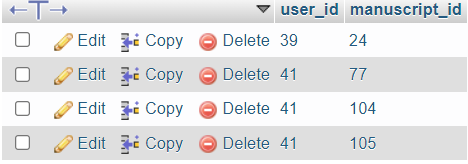 user_id manuscript_id
Edit Copy Delete 39 24
Edit Copy Delete 41 77
Edit Copy Delete 41 104
Edit Copy Delete 41 105